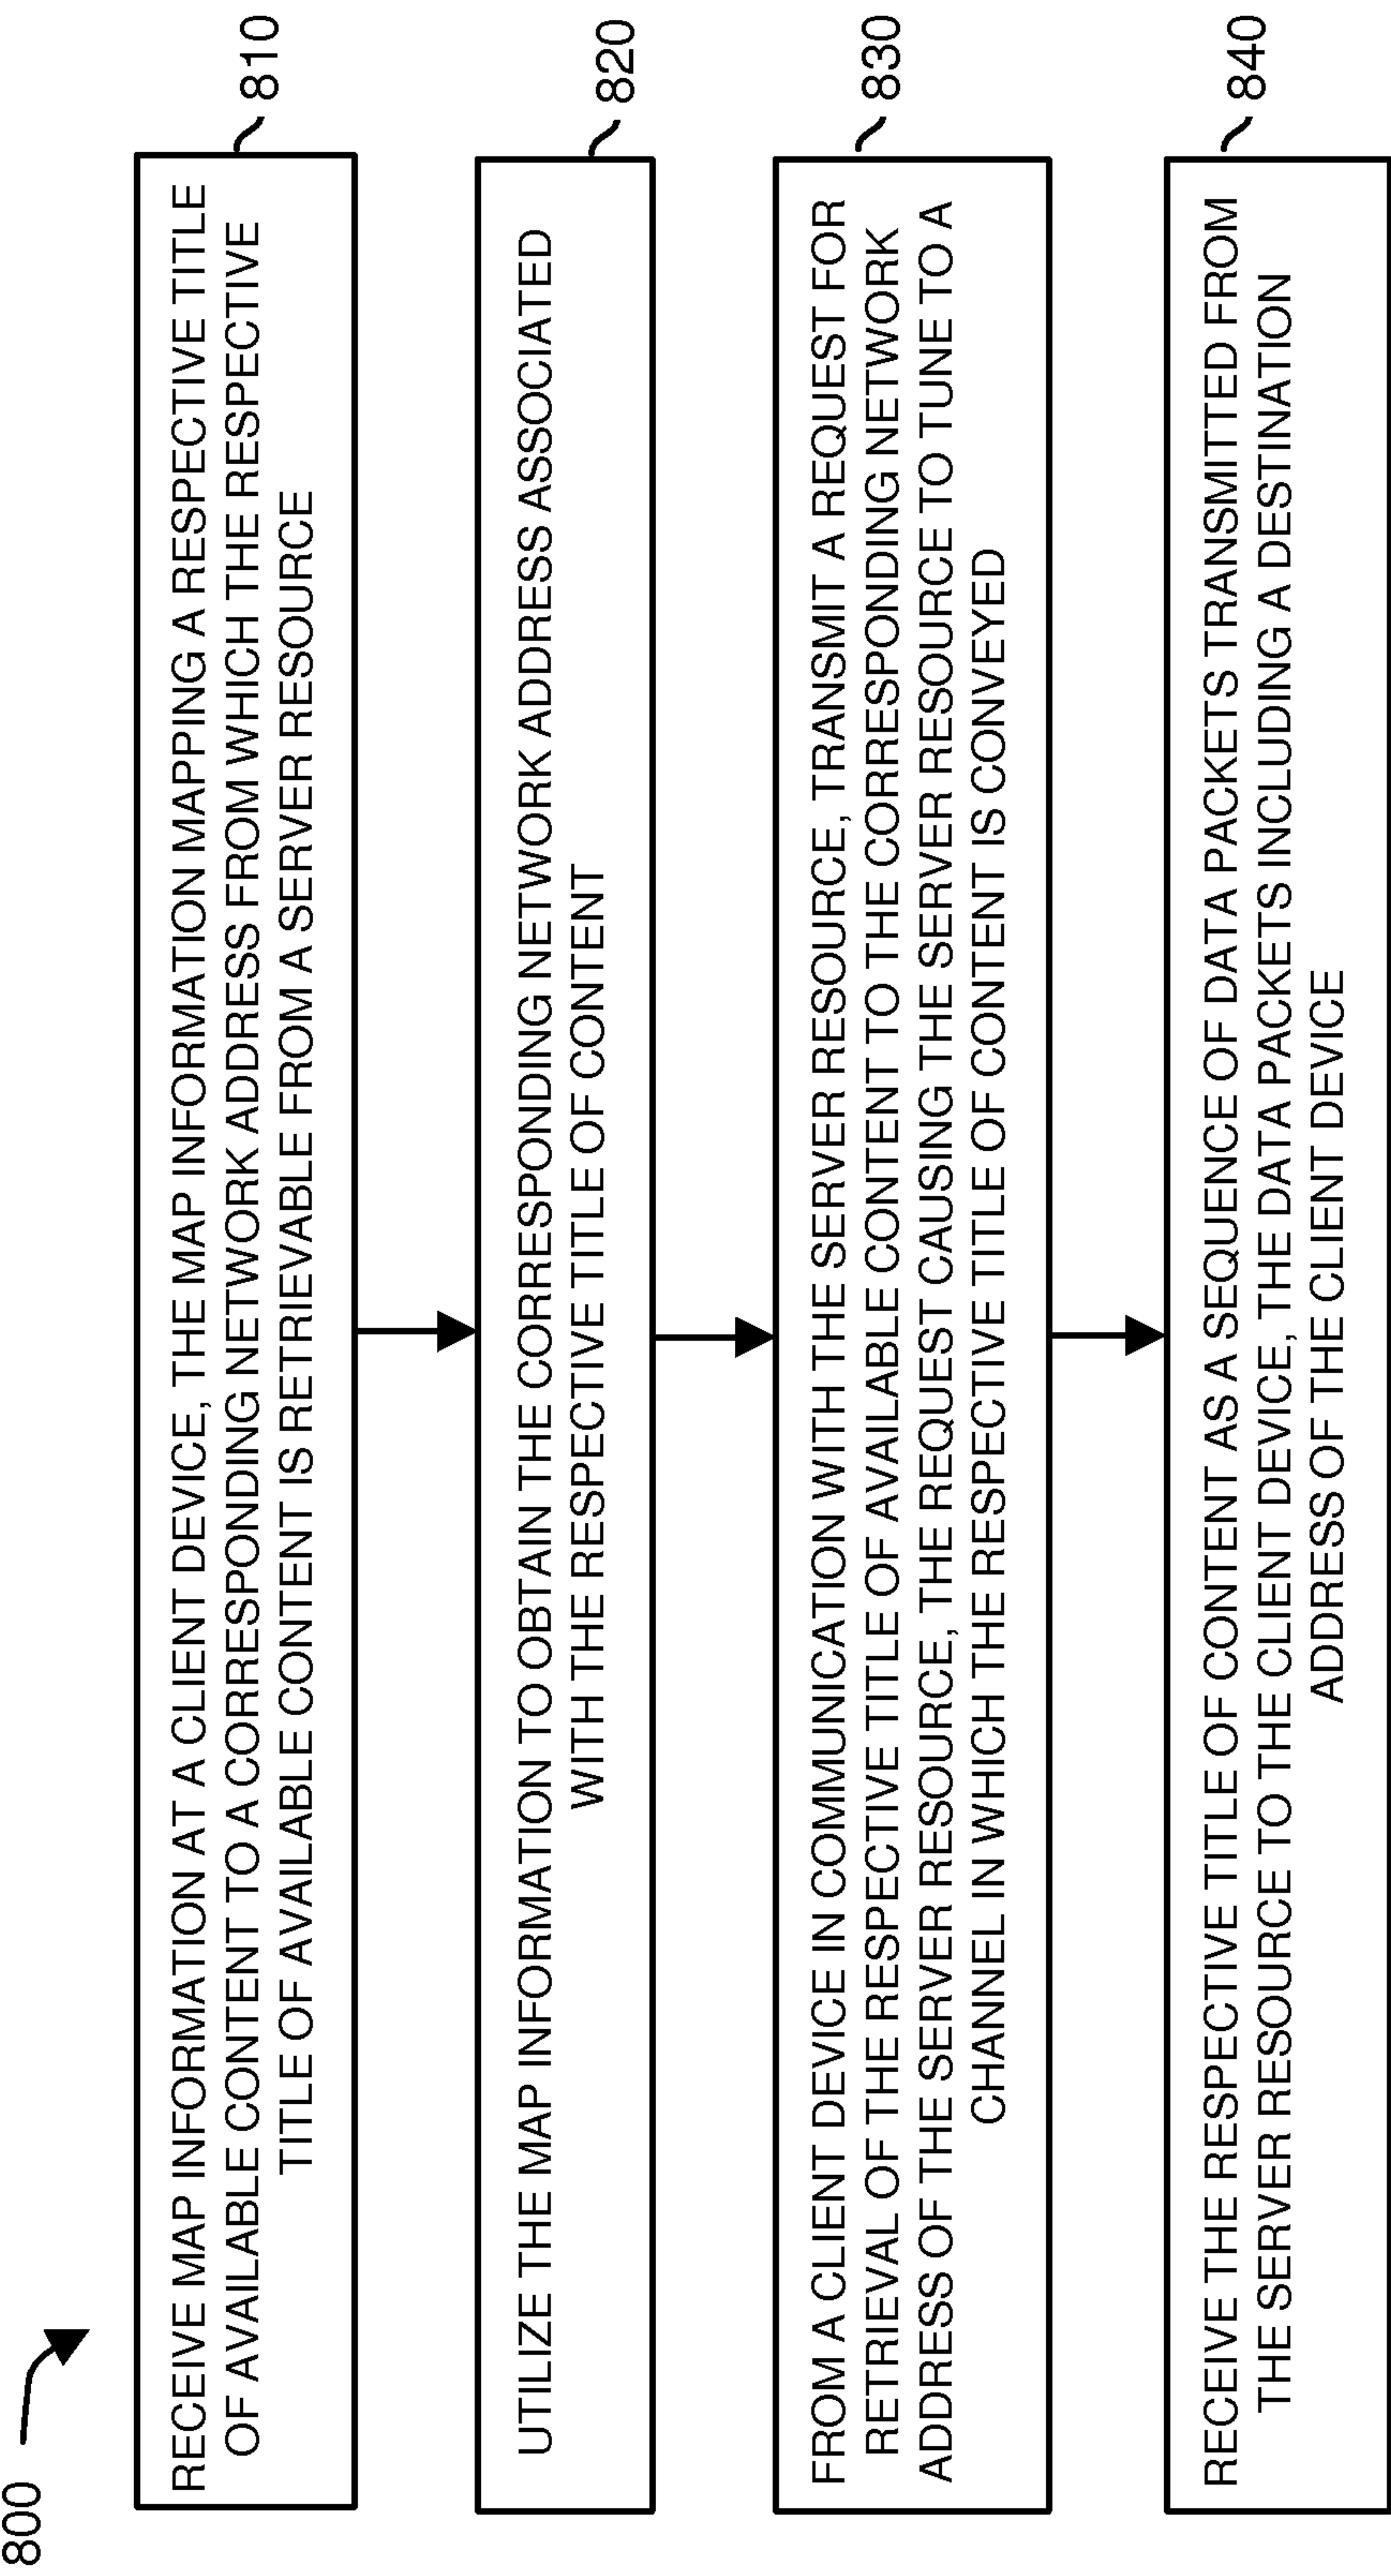 800
RECEIVE MAP INFORMATION AT A CLIENT DEVICE, THE MAP INFORMATION MAPPING A RESPECTIVE TITLE
OF AVAILABLE CONTENT TO A CORRESPONDING NETWORK ADDRESS FROM WHICH THE RESPECTIVE
TITLE OF AVAILABLE CONTENT IS RETRIEVABLE FROM A SERVER RESOURCE
810
UTILIZE THE MAP INFORMATION TO OBTAIN THE CORRESPONDING NETWORK ADDRESS ASSOCIATED
WITH THE RESPECTIVE TITLE OF CONTENT
820
FROM A CLIENT DEVICE IN COMMUNICATION WITH THE SERVER RESOURCE, TRANSMIT A REQUEST FOR
RETRIEVAL OF THE RESPECTIVE TITLE OF AVAILABLE CONTENT TO THE CORRESPONDING NETWORK
ADDRESS OF THE SERVER RESOURCE, THE REQUEST CAUSING THE SERVER RESOURCE TO TUNE TO A
CHANNEL IN WHICH THE RESPECTIVE TITLE OF CONTENT IS CONVEYED
830
RECEIVE THE RESPECTIVE TITLE OF CONTENT AS A SEQUENCE OF DATA PACKETS TRANSMITTED FROM
THE SERVER RESOURCE TO THE CLIENT DEVICE, THE DATA PACKETS INCLUDING A DESTINATION
ADDRESS OF THE CLIENT DEVICE
840